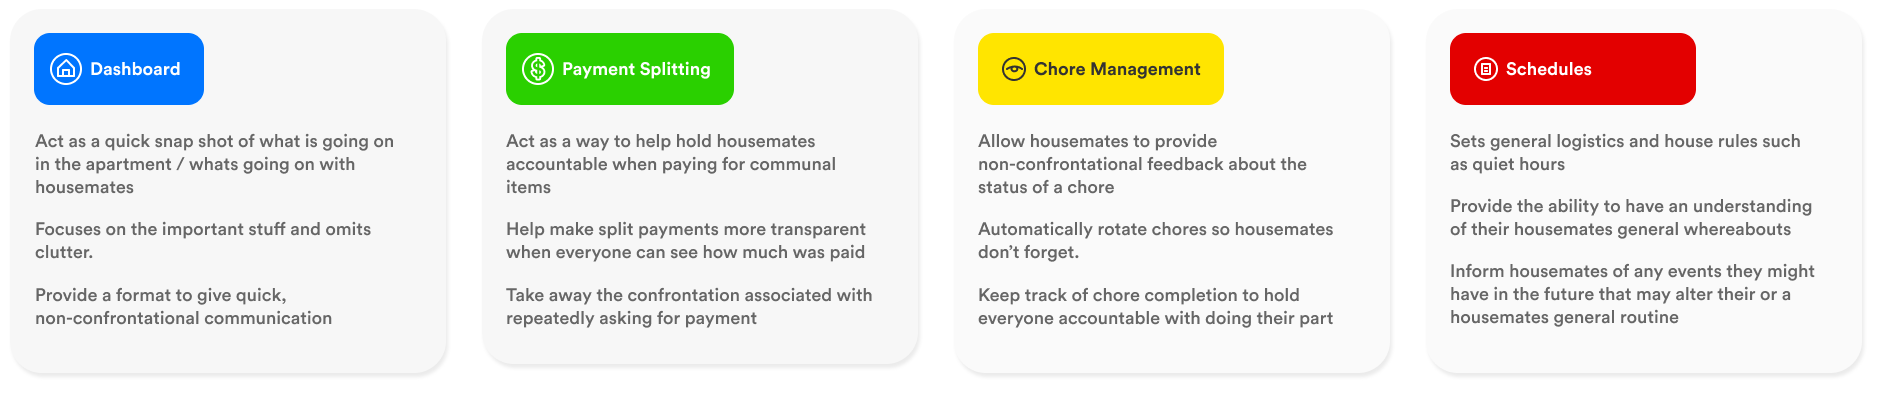 Dashboard
Act as a quick snap shot of what is going on
in the apartment / whats going on with
housemates
Focuses on the important stuff and omits
clutter.
Provide a format to give quick,
non-confrontational communication
Payment Splitting
Act as a way to help hold housemates
accountable when paying for communal
items
Help make split payments more transparent
when everyone can see how much was paid
Take away the confrontation associated with
repeatedly asking for payment
Chore Management
Allow housemates to provide
non-confrontational feedback about the
status of a chore
Automatically rotate chores so housemates
don’t forget.
Keep track of chore completion to hold
everyone accountable with doing their part
Schedules
Sets general logistics and house rules such
as quiet hours
Provide the ability to have an understanding
of their housemates general whereabouts
Inform housemates of any events they might
have in the future that may alter their or a
housemates general routine